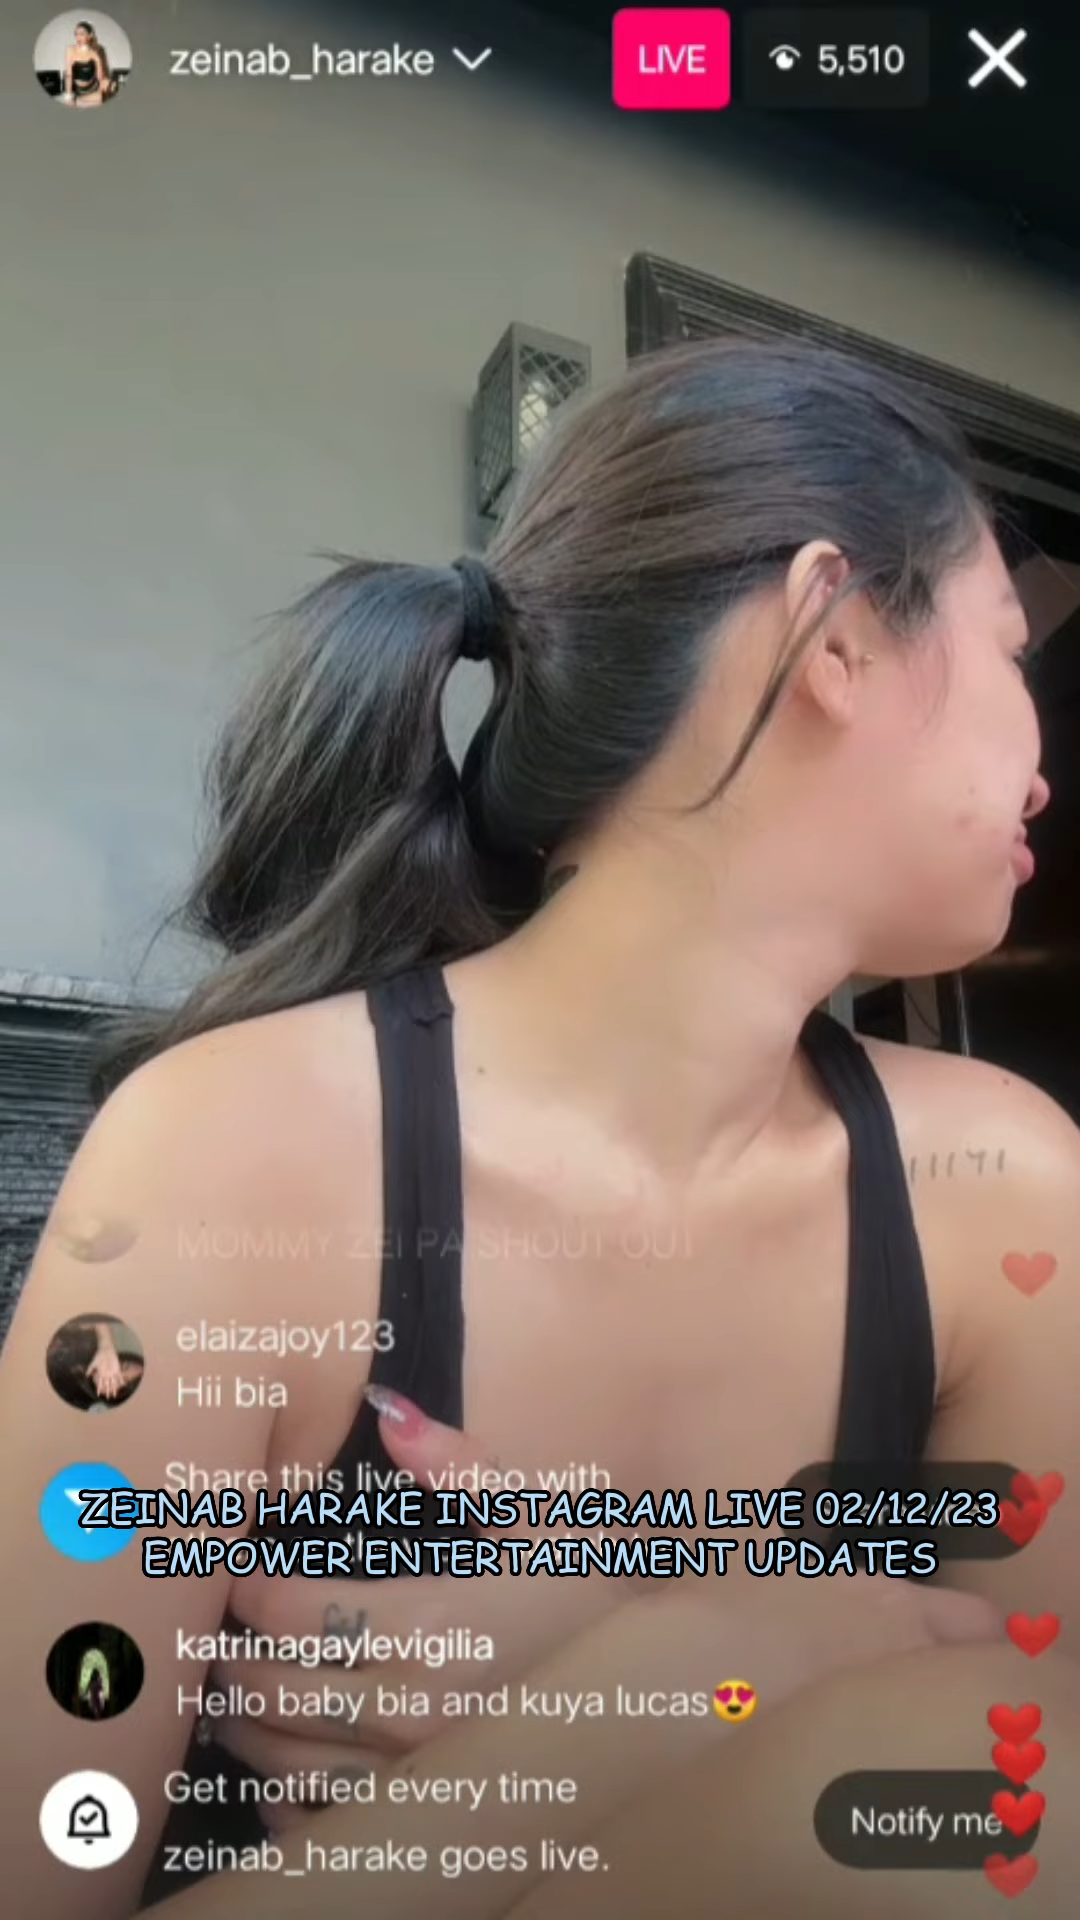 zeinab_harake
LIVE
5,510
MOMMY ZEI PA SHOUT OUT
elaizajoy123
Hii bia
Share this live video with
ZEINAB HARAKE INSTAGRAM LIVE 02/12/23
EMPOWER ENTERTAINMENT UPDATES
katrinagaylevigilia
Hello baby bia and kuya lucas😍
Get notified every time
zeinab_harake goes live.
Notify me